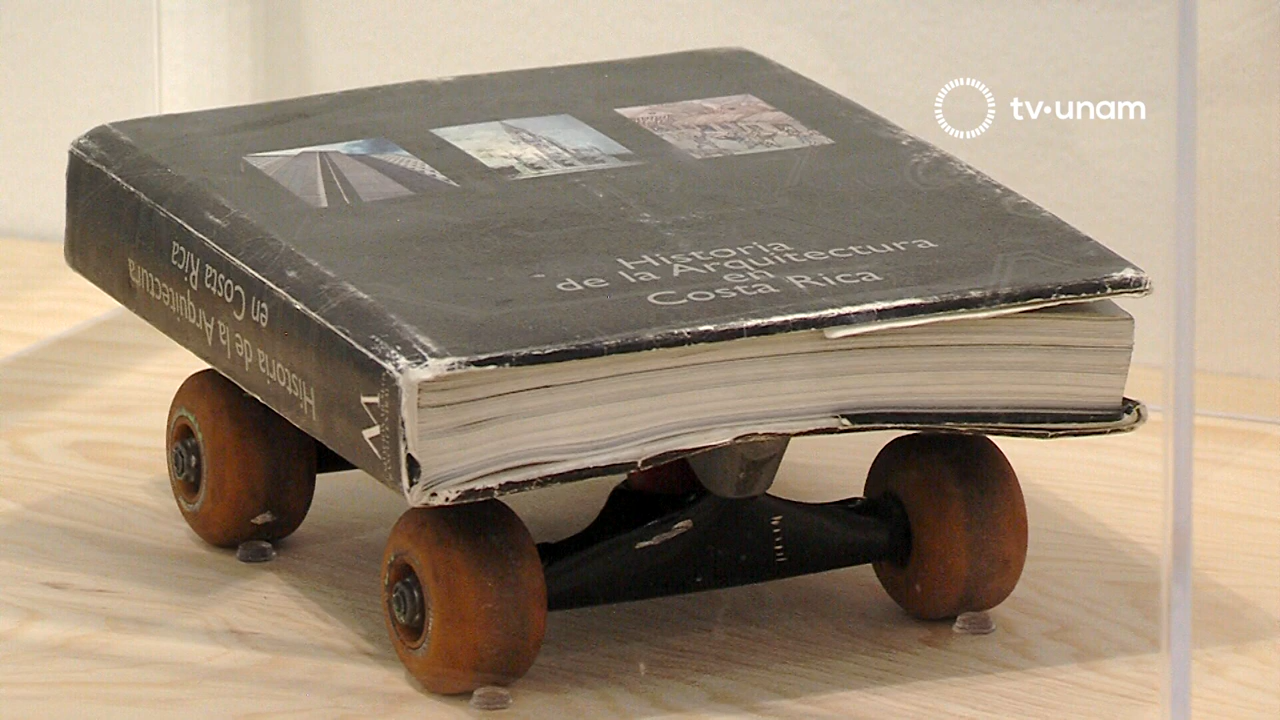 tv·unam
Historia
de la Arquitectura
en
Costa Rica
Historia de la Arquitectura
en Costa Rica